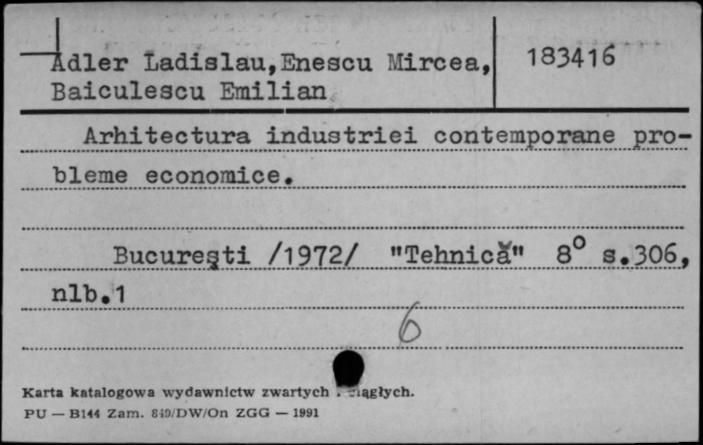 Adler Ladislau,Enescu Mircea, 183416
Baiculescu Emilian
Arhitectura industriei contemporane pro-
bleme economice.
București /1972/ "Tehnică" 8° s.306,
nlb.1
6
Karta katalogowa wydawnictw zwartych
PU — B144 Zam. 849/DW/On ZGG — 1991